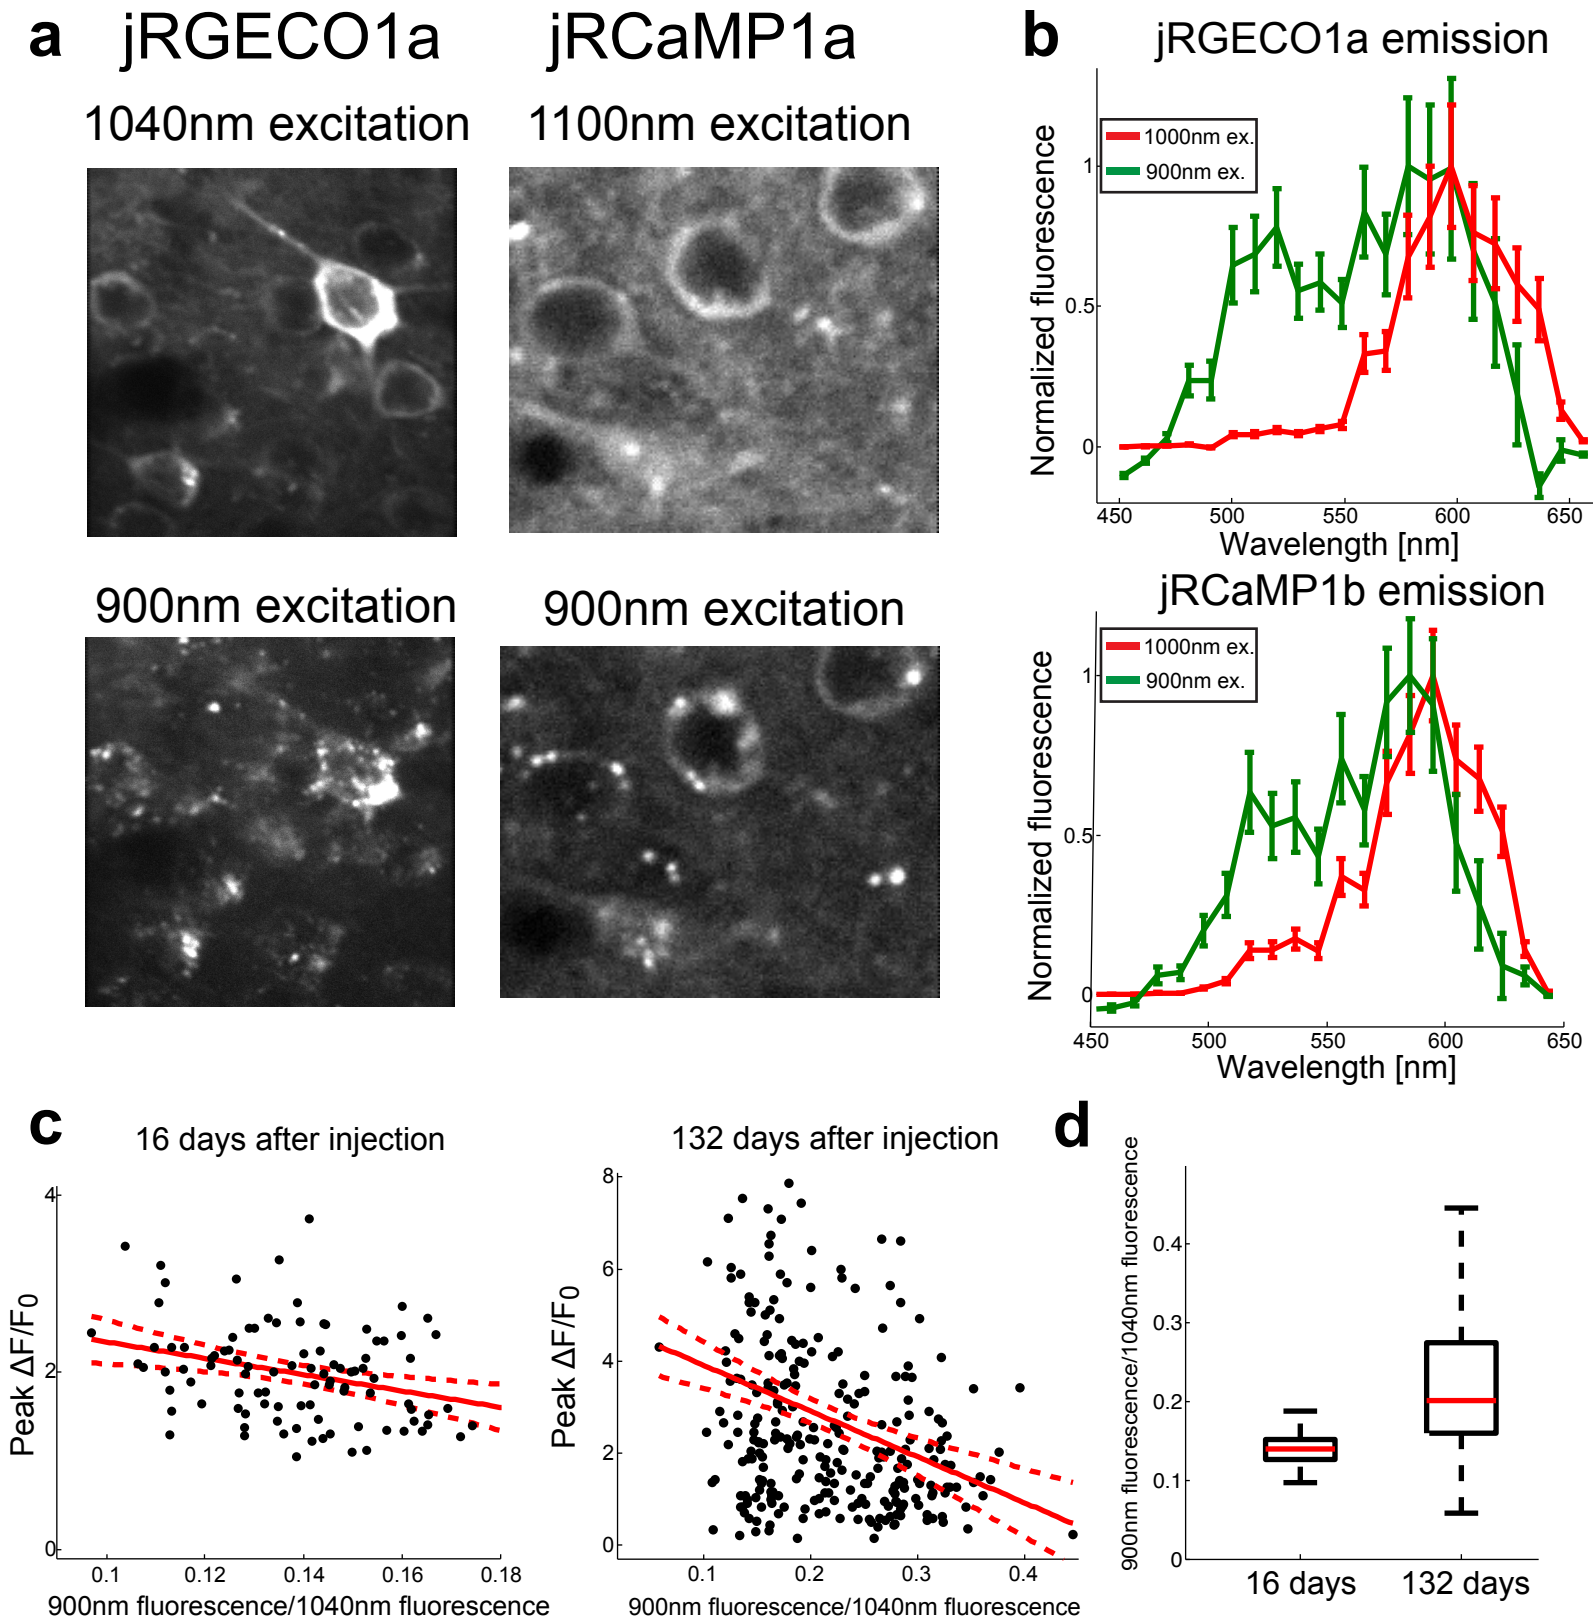 a
jRGECO1a
jRCaMP1a
1040nm excitation
1100nm excitation
900nm excitation
900nm excitation
b
jRGECO1a emission
1000nm ex.
900nm ex.
Normalized fluorescence
1
0.5
0
450
500
550
600
650
Wavelength [nm]
jRCaMP1b emission
1000nm ex.
900nm ex.
Normalized fluorescence
1
0.5
0
450
500
550
600
650
Wavelength [nm]
c
16 days after injection
Peak ΔF/F0
4
2
0
0.1
0.12
0.14
0.16
0.18
900nm fluorescence/1040nm fluorescence
132 days after injection
Peak ΔF/F0
8
6
4
2
0
0.1
0.2
0.3
0.4
900nm fluorescence/1040nm fluorescence
d
900nm fluorescence/1040nm fluorescence
0.4
0.3
0.2
0.1
0
16 days
132 days